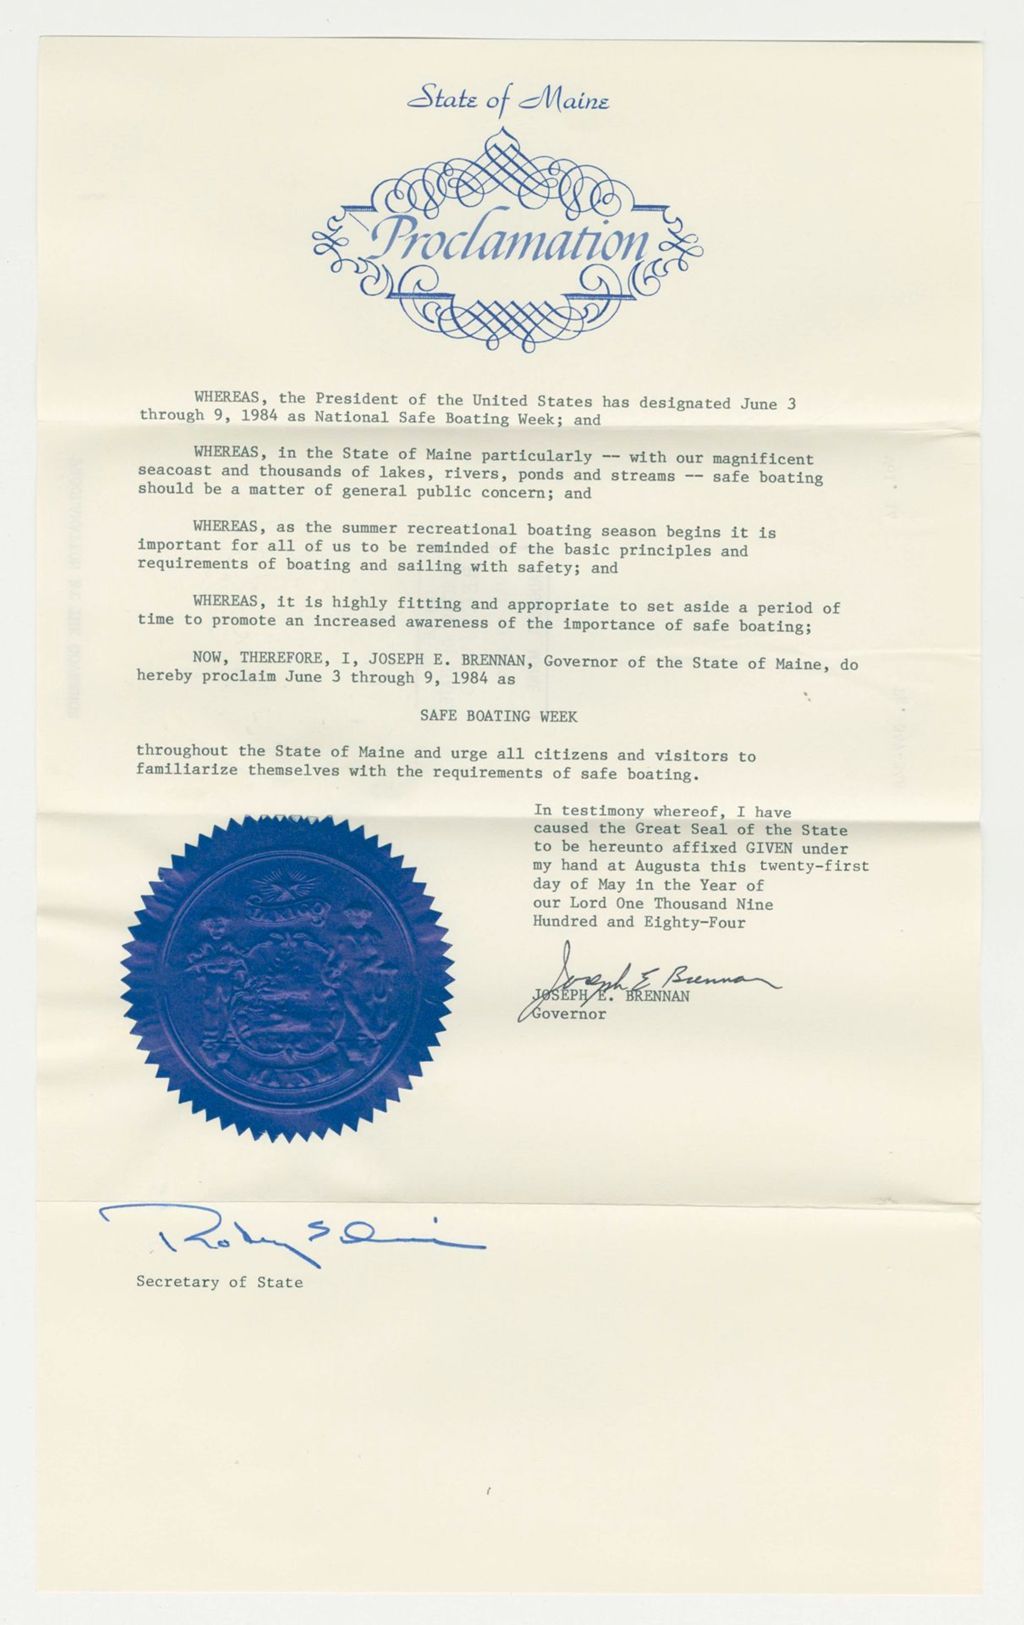 State of Maine
Proclamation
WHEREAS, the President of the United States has designated June 3
through 9, 1984 as National Safe Boating Week; and
WHEREAS, in the State of Maine particularly -- with our magnificent
seacoast and thousands of lakes, rivers, ponds and streams -- safe boating
should be a matter of general public concern; and
WHEREAS, as the summer recreational boating season begins it is
important for all of us to be reminded of the basic principles and
requirements of boating and sailing with safety; and
WHEREAS, it is highly fitting and appropriate to set aside a period of
time to promote an increased awareness of the importance of safe boating;
NOW, THEREFORE, I, JOSEPH E. BRENNAN, Governor of the State of Maine, do
hereby proclaim June 3 through 9, 1984 as
SAFE BOATING WEEK
throughout the State of Maine and urge all citizens and visitors to
familiarize themselves with the requirements of safe boating.
In testimony whereof, I have
caused the Great Seal of the State
to be hereunto affixed GIVEN under
my hand at Augusta this twenty-first
day of May in the Year of
our Lord One Thousand Nine
Hundred and Eighty-Four
Joseph E Brennan
JOSEPH E. BRENNAN
Governor
Secretary of State